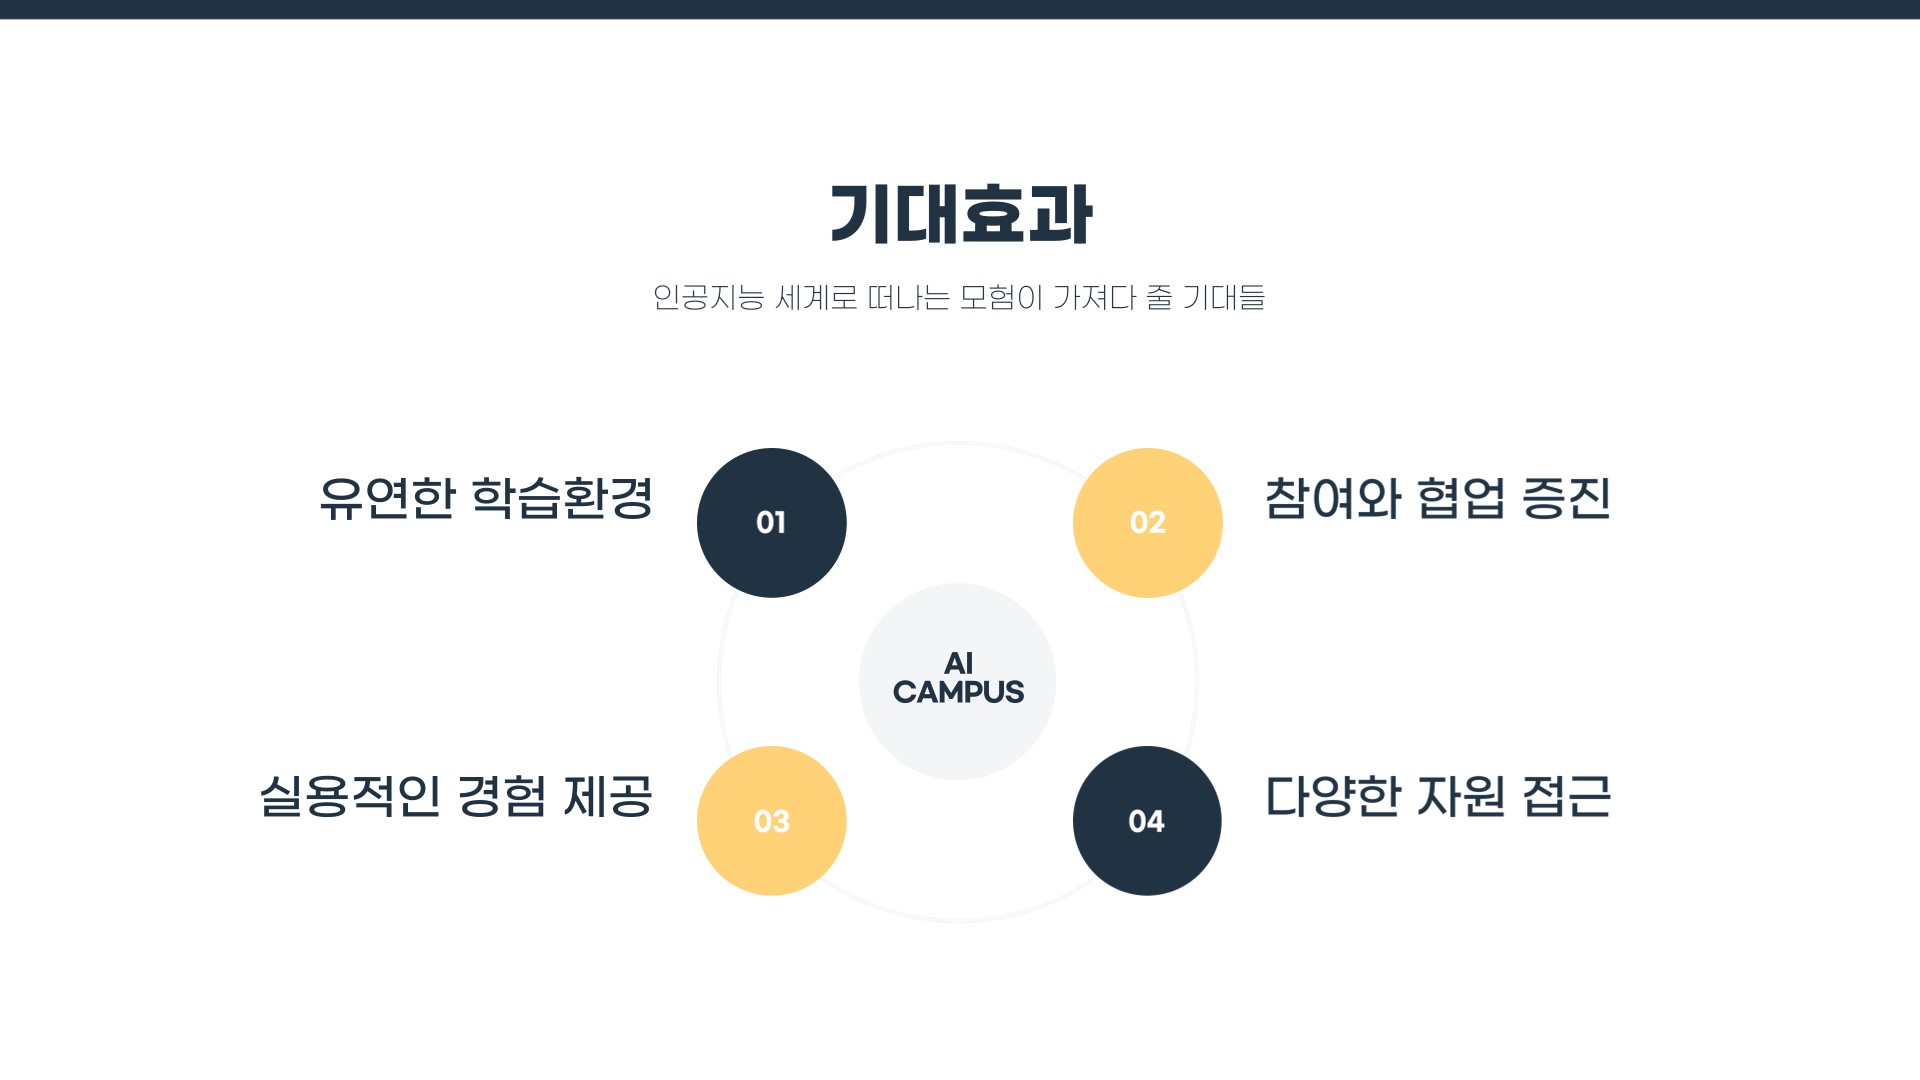 기대효과
인공지능 세계로 떠나는 모험이 가져다 줄 기대들
유연한 학습환경
01
02
참여와 협업 증진
AI
CAMPUS
실용적인 경험 제공
03
04
다양한 자원 접근